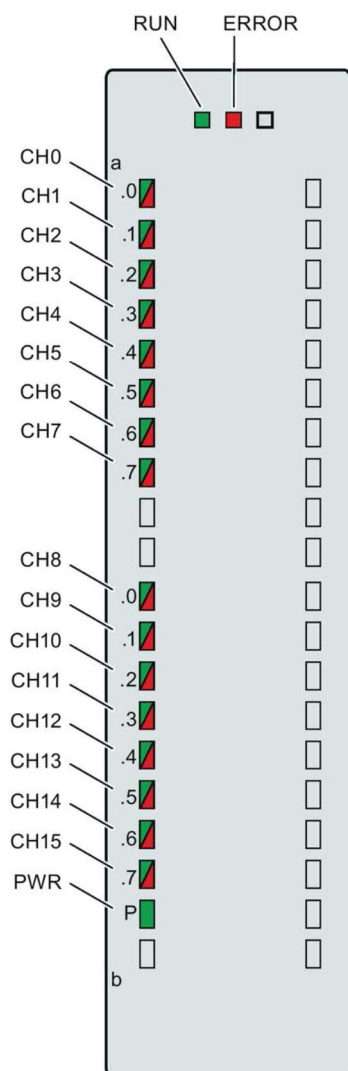 RUN ERROR
a
CH0 .0
CH1 .1
CH2 .2
CH3 .3
CH4 .4
CH5 .5
CH6 .6
CH7 .7
CH8 .0
CH9 .1
CH10 .2
CH11 .3
CH12 .4
CH13 .5
CH14 .6
CH15 .7
PWR P
b